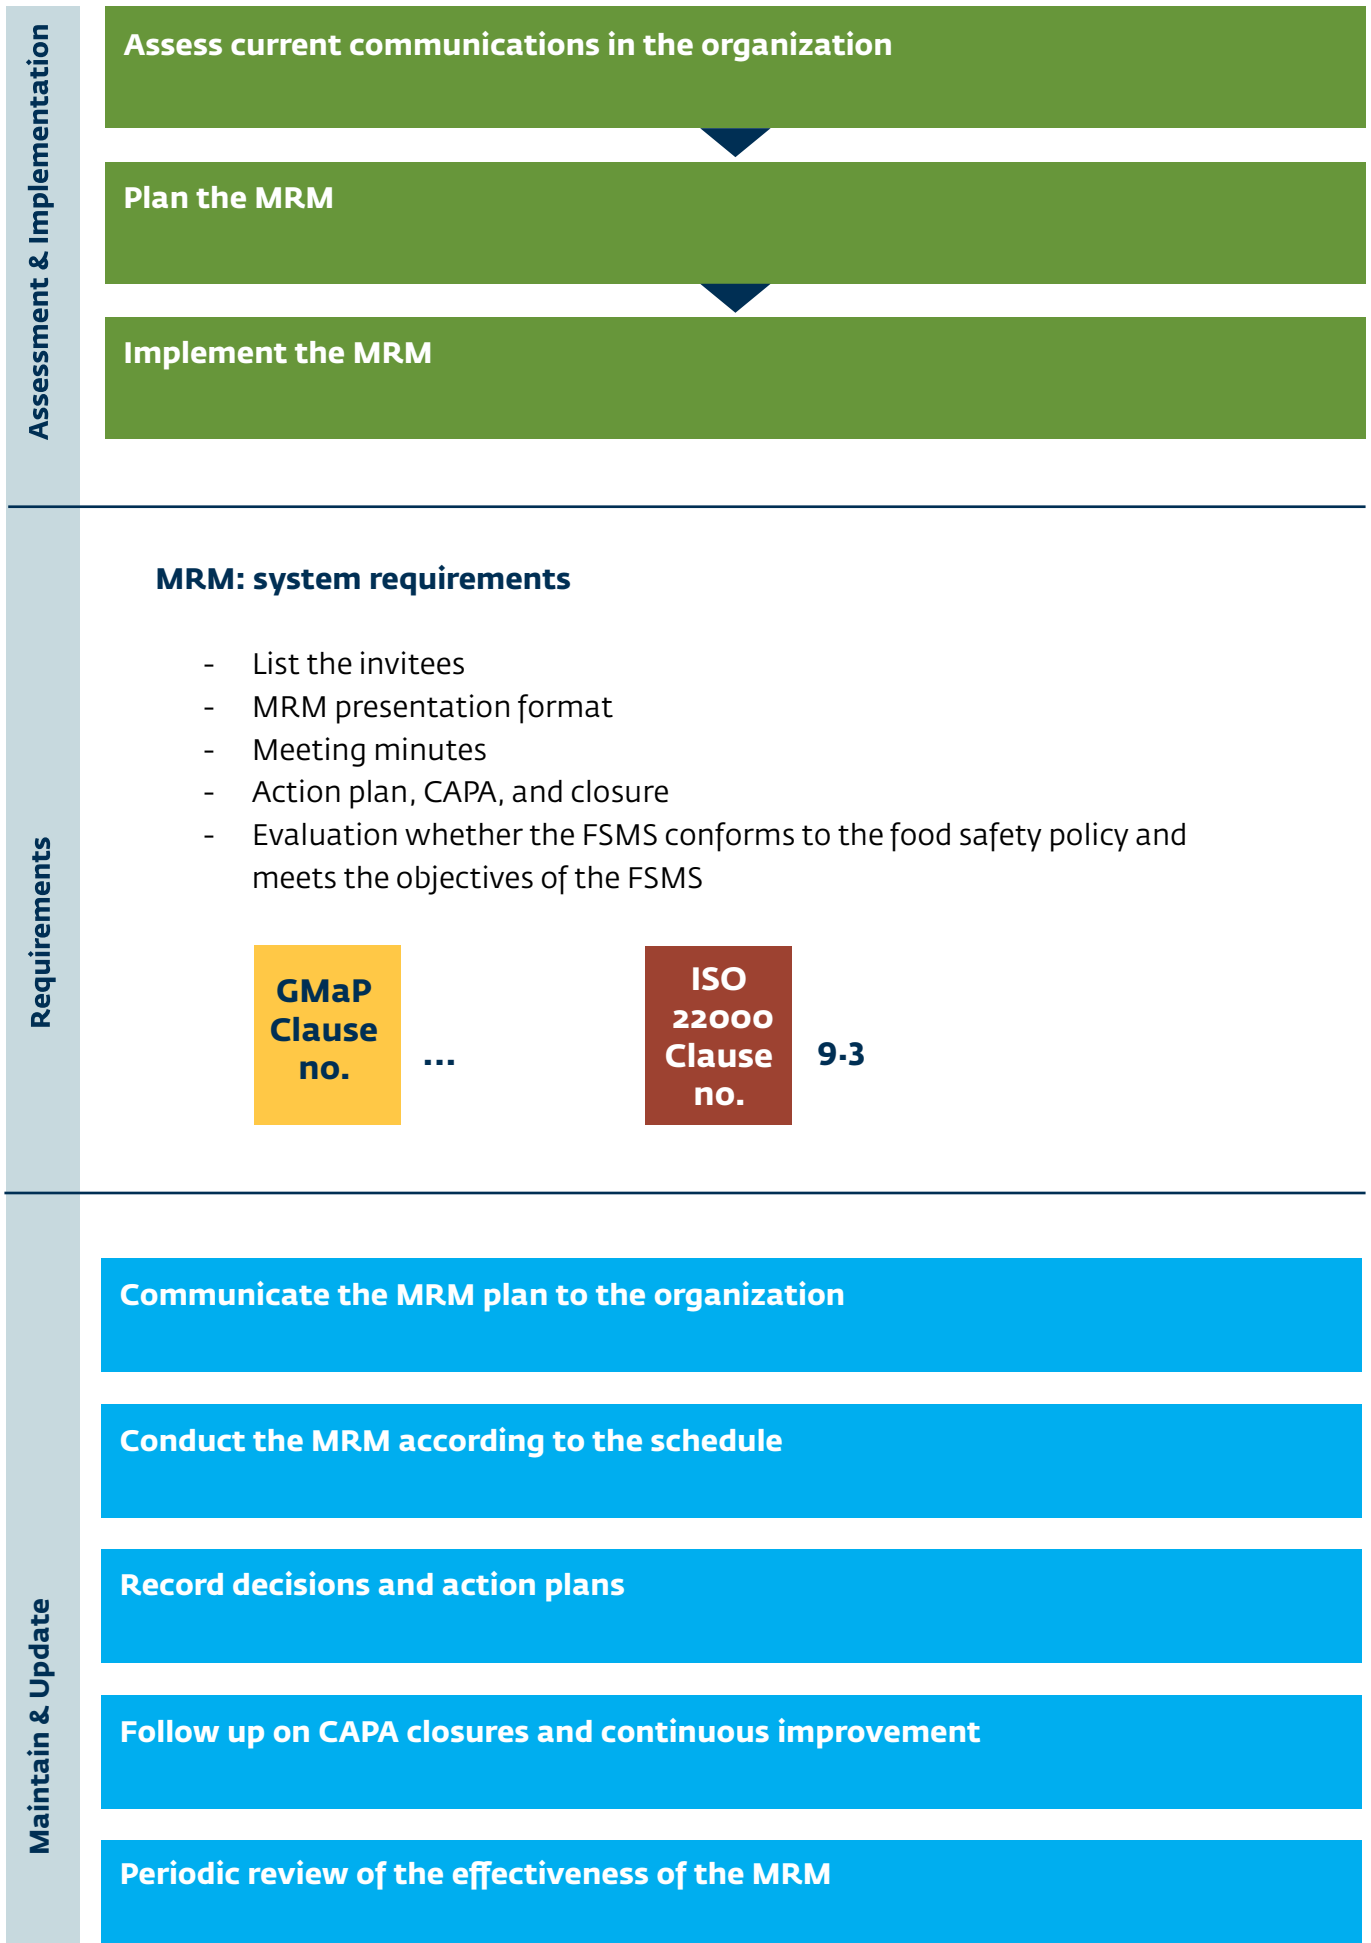 Assessment & Implementation
Assess current communications in the organization
Plan the MRM
Implement the MRM
Requirements
MRM: system requirements
- List the invitees
- MRM presentation format
- Meeting minutes
- Action plan, CAPA, and closure
- Evaluation whether the FSMS conforms to the food safety policy and
meets the objectives of the FSMS
GMaP
Clause
no.
...
ISO
22000
Clause
no.
9.3
Maintain & Update
Communicate the MRM plan to the organization
Conduct the MRM according to the schedule
Record decisions and action plans
Follow up on CAPA closures and continuous improvement
Periodic review of the effectiveness of the MRM